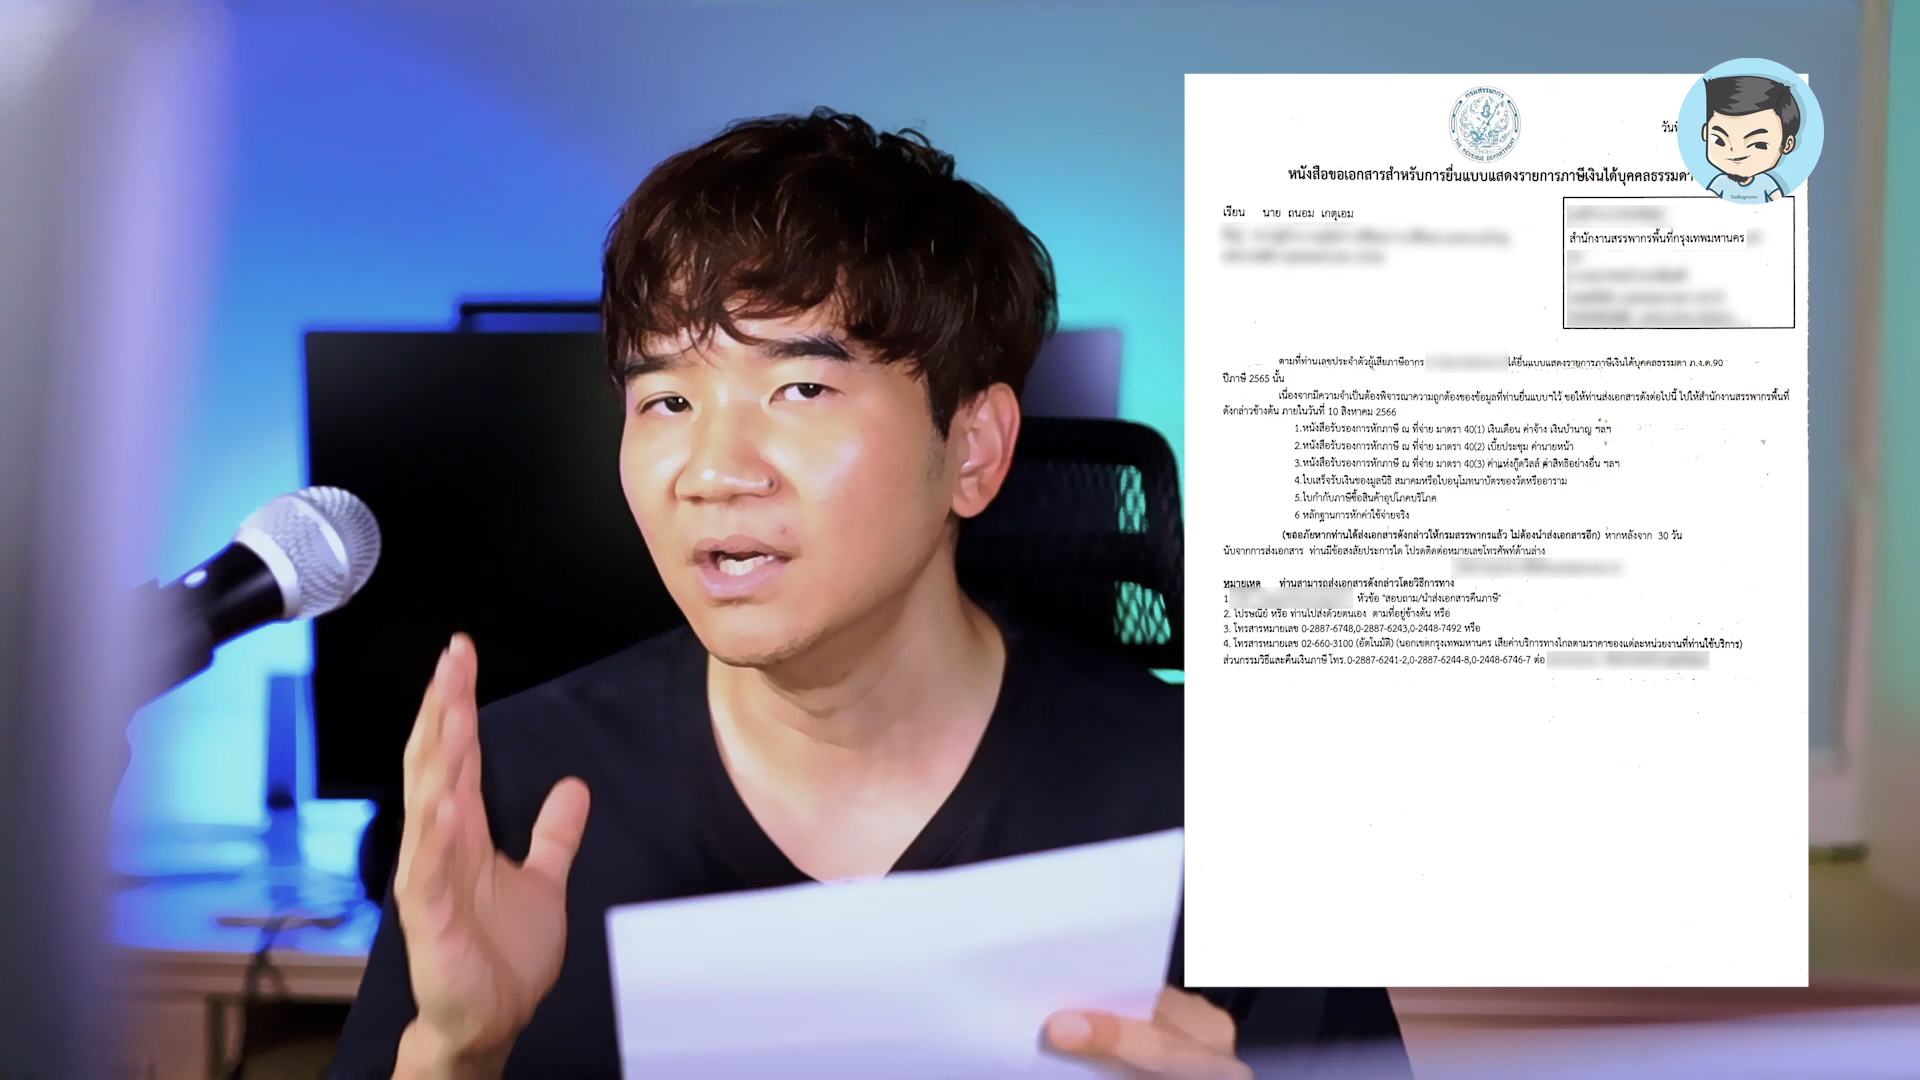 กรมสรรพากร
THE REVENUE DEPARTMENT
หนังสือขอเอกสารสำหรับการยื่นแบบแสดงรายการภาษีเงินได้บุคคลธรรมดา
เรียน นาย ถนอม เกตุเอม
สำนักงานสรรพากรพื้นที่กรุงเทพมหานคร
ตามที่ท่านเลขประจำตัวผู้เสียภาษีอากร ได้ยื่นแบบแสดงรายการภาษีเงินได้บุคคลธรรมดา ภ.ง.ด.90
ปีภาษี 2565 นั้น
เนื่องจากมีความจำเป็นต้องพิจารณาความถูกต้องของข้อมูลที่ท่านยื่นแบบฯไว้ ขอให้ท่านส่งเอกสารดังต่อไปนี้ ไปให้สำนักงานสรรพากรพื้นที่
ดังกล่าวข้างต้น ภายในวันที่ 10 สิงหาคม 2566
1.หนังสือรับรองการหักภาษี ณ ที่จ่าย มาตรา 40(1) เงินเดือน ค่าจ้าง เงินบำนาญ ฯลฯ
2.หนังสือรับรองการหักภาษี ณ ที่จ่าย มาตรา 40(2) เบี้ยประชุม ค่านายหน้า
3.หนังสือรับรองการหักภาษี ณ ที่จ่าย มาตรา 40(3) ค่าแห่งกู๊ดวิลล์ ค่าสิทธิอย่างอื่น ฯลฯ
4.ใบเสร็จรับเงินของมูลนิธิ สมาคมหรือใบอนุโมทนาบัตรของวัดหรืออาราม
5.ใบกำกับภาษีซื้อสินค้าอุปโภคบริโภค
6 หลักฐานการหักค่าใช้จ่ายจริง
(ขออภัยหากท่านได้ส่งเอกสารดังกล่าวให้กรมสรรพากรแล้ว ไม่ต้องนำส่งเอกสารอีก) หากหลังจาก 30 วัน
นับจากการส่งเอกสาร ท่านมีข้อสงสัยประการใด โปรดติดต่อหมายเลขโทรศัพท์ด้านล่าง
หมายเหตุ ท่านสามารถส่งเอกสารดังกล่าวโดยวิธีการทาง
1 หัวข้อ "สอบถาม/นำส่งเอกสารคืนภาษี"
2. ไปรษณีย์ หรือ ท่านไปส่งด้วยตนเอง ตามที่อยู่ข้างต้น หรือ
3. โทรสารหมายเลข 0-2887-6748,0-2887-6243,0-2448-7492 หรือ
4. โทรสารหมายเลข 02-660-3100 (อัตโนมัติ) (นอกเขตกรุงเทพมหานคร เสียค่าบริการทางไกลตามราคาของแต่ละหน่วยงานที่ท่านใช้บริการ)
ส่วนกรรมวิธีและคืนเงินภาษี โทร. 0-2887-6241-2,0-2887-6244-8,0-2448-6746-7 ต่อ